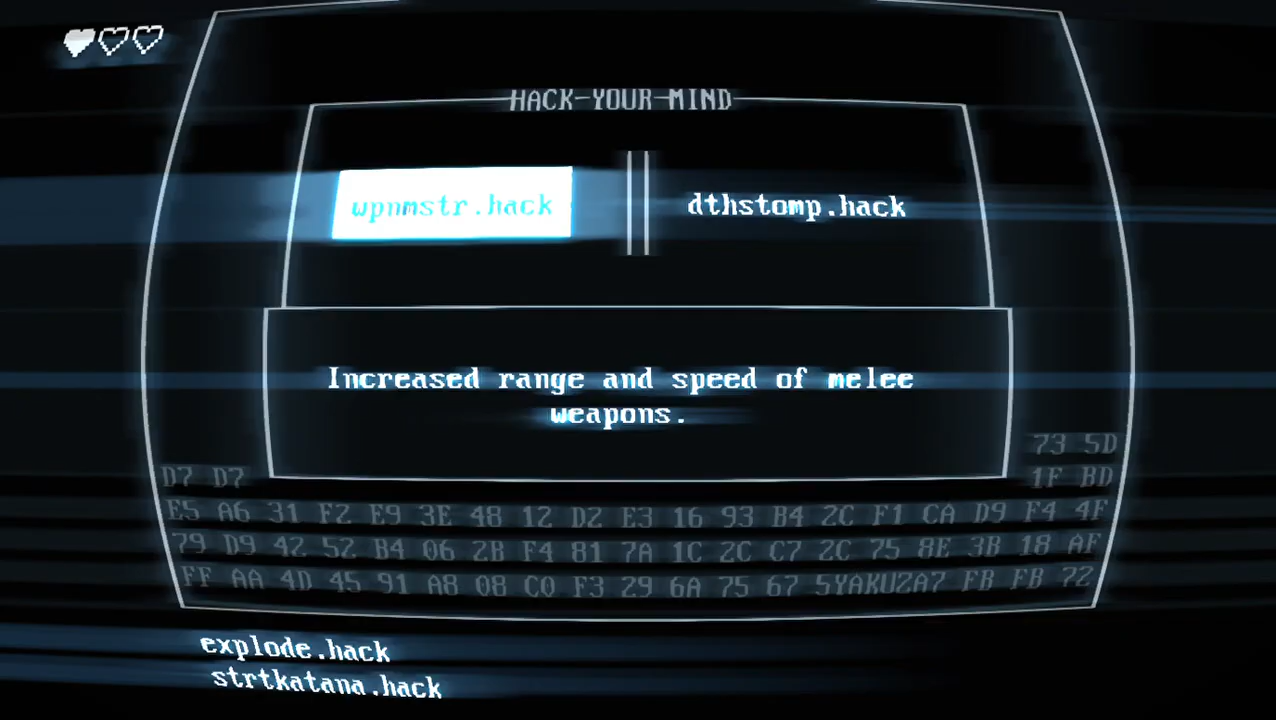 HACK-YOUR-MIND
wpnmstr.hack
dthstomp.hack
Increased range and speed of melee
weapons.
73 5D
D7 D7 1F BD
E5 A6 31 F2 E9 3E 48 12 D2 E3 16 93 B4 2C F1 CA D9 F4 4F
79 D9 42 52 B4 06 2B F4 81 7A 1C 2C C7 2C 75 8E 3B 18 AF
FF AA 4D 45 91 A8 08 C0 F3 29 6A 75 67 5YAKUZA7 FB FB 72
explode.hack
strtkatana.hack